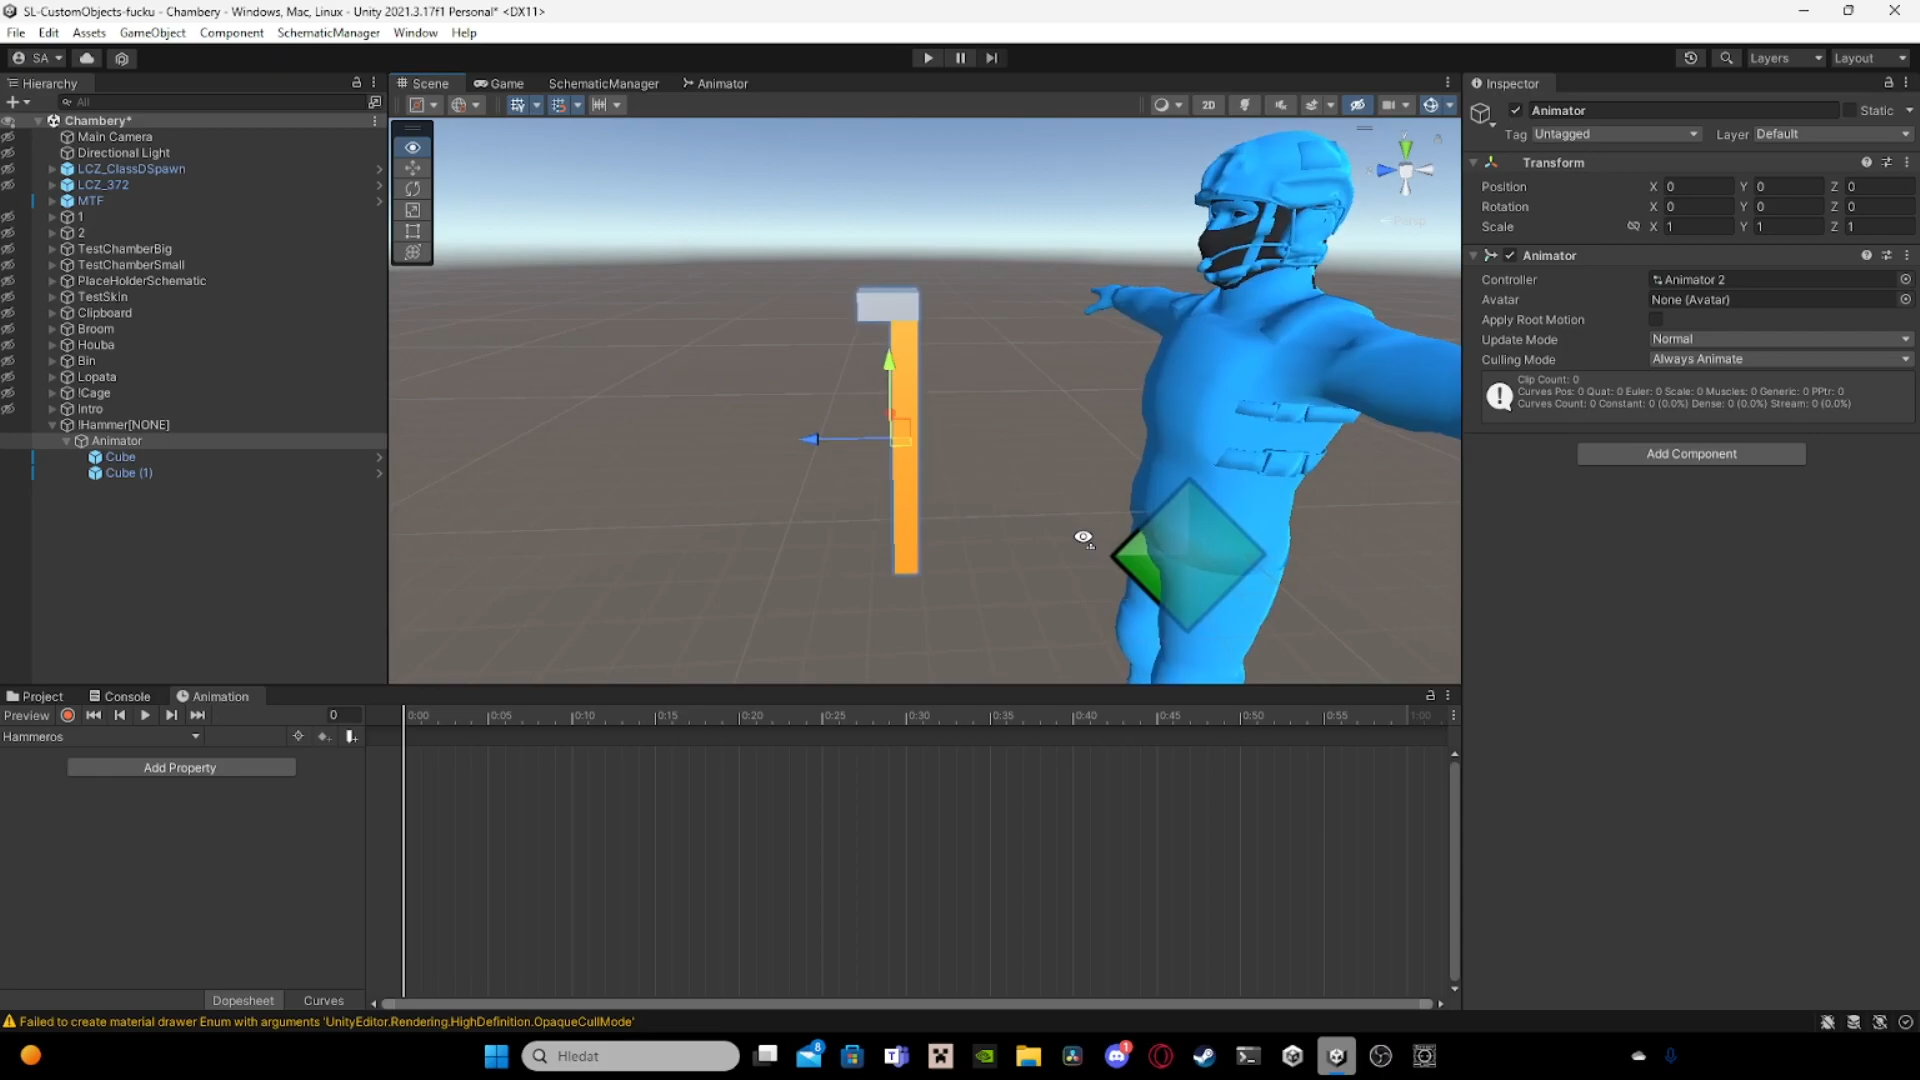 SL-CustomObjects-fucku - Chambery - Windows, Mac, Linux - Unity 2021.3.17f1 Personal* <DX11>
File Edit Assets GameObject Component SchematicManager Window Help
SA Layers Layout
Hierarchy Scene Game SchematicManager Animator Inspector
All 2D
Animator Static
Tag Untagged Layer Default
Chambery*
Main Camera
Directional Light
LCZ_ClassDSpawn
LCZ_372
MTF
1
2
TestChamberBig
TestChamberSmall
PlaceHolderSchematic
TestSkin
Clipboard
Broom
Houba
Bin
Lopata
!Cage
Intro
!Hammer[NONE]
Animator
Cube
Cube (1)
Persp
Transform
Position X 0 Y 0 Z 0
Rotation X 0 Y 0 Z 0
Scale X 1 Y 1 Z 1
Animator
Controller Animator 2
Avatar None (Avatar)
Apply Root Motion
Update Mode Normal
Culling Mode Always Animate
Clip Count: 0
Curves Pos: 0 Quat: 0 Euler: 0 Scale: 0 Muscles: 0 Generic: 0 PPtr: 0
Curves Count: 0 Constant: 0 (0.0%) Dense: 0 (0.0%) Stream: 0 (0.0%)
Add Component
Project Console Animation
Preview 0 0:00 0:05 0:10 0:15 0:20 0:25 0:30 0:35 0:40 0:45 0:50 0:55 1:00
Hammeros
Add Property
Dopesheet Curves
Failed to create material drawer Enum with arguments 'UnityEditor.Rendering.HighDefinition.OpaqueCullMode'
Hledat 8 1